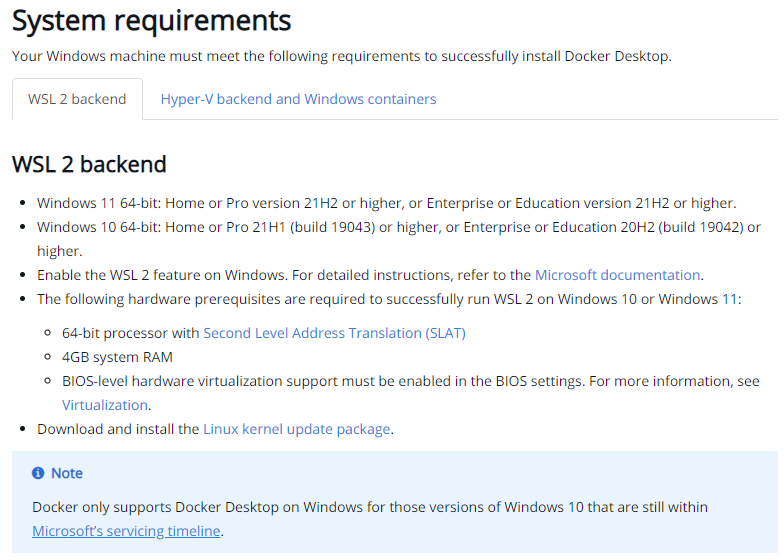 System requirements
Your Windows machine must meet the following requirements to successfully install Docker Desktop.
WSL 2 backend
Hyper-V backend and Windows containers
WSL 2 backend
Windows 11 64-bit: Home or Pro version 21H2 or higher, or Enterprise or Education version 21H2 or higher.
Windows 10 64-bit: Home or Pro 21H1 (build 19043) or higher, or Enterprise or Education 20H2 (build 19042) or
higher.
Enable the WSL 2 feature on Windows. For detailed instructions, refer to the Microsoft documentation.
The following hardware prerequisites are required to successfully run WSL 2 on Windows 10 or Windows 11:
64-bit processor with Second Level Address Translation (SLAT)
4GB system RAM
BIOS-level hardware virtualization support must be enabled in the BIOS settings. For more information, see
Virtualization.
Download and install the Linux kernel update package.
Note
Docker only supports Docker Desktop on Windows for those versions of Windows 10 that are still within
Microsoft’s servicing timeline.